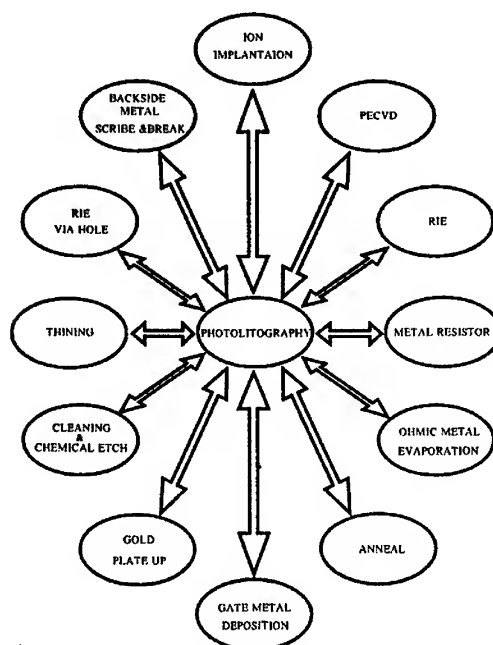 ION
IMPLANTAION
BACKSIDE
METAL
SCRIBE &BREAK
PECVD
RIE
VIA HOLE
RIE
THINING
PHOTOLITOGRAPHY
METAL RESISTOR
CLEANING
&
CHEMICAL ETCH
OHMIC METAL
EVAPORATION
GOLD
PLATE UP
ANNEAL
GATE METAL
DEPOSITION